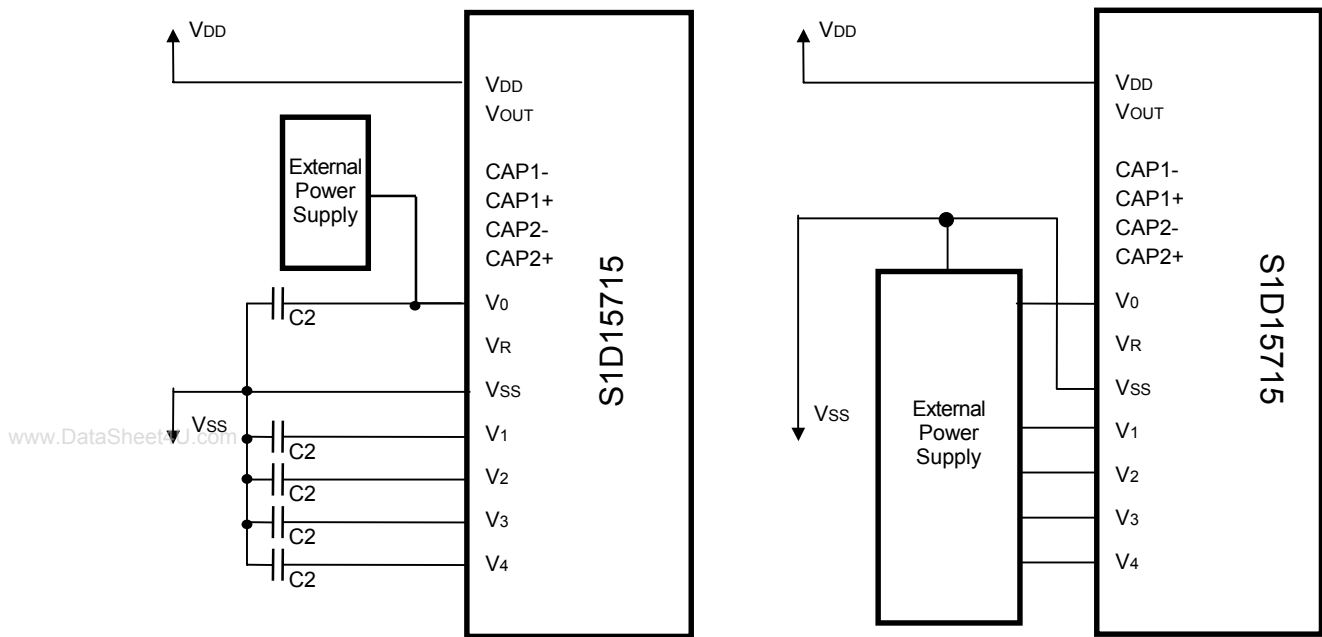 VDD
VDD
VOUT
External
Power
Supply
CAP1-
CAP1+
CAP2-
CAP2+
V0
C2
VR
VSS
VSS
V1
C2
V2
C2
V3
C2
V4
C2
S1D15715
www.DataSheet4U.com
VDD
VDD
VOUT
CAP1-
CAP1+
CAP2-
CAP2+
V0
VR
VSS
VSS
External
Power
Supply
V1
V2
V3
V4
S1D15715